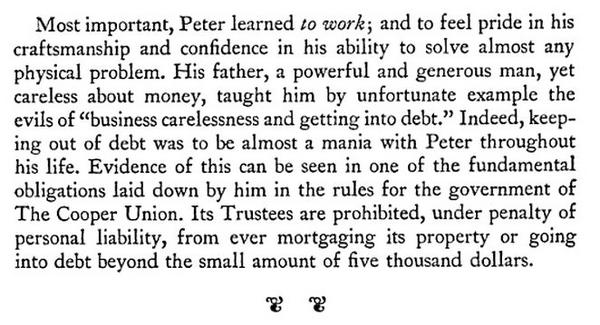 Most important, Peter learned to work; and to feel pride in his
craftsmanship and confidence in his ability to solve almost any
physical problem. His father, a powerful and generous man, yet
careless about money, taught him by unfortunate example the
evils of “business carelessness and getting into debt.” Indeed, keep-
ing out of debt was to be almost a mania with Peter throughout
his life. Evidence of this can be seen in one of the fundamental
obligations laid down by him in the rules for the government of
The Cooper Union. Its Trustees are prohibited, under penalty of
personal liability, from ever mortgaging its property or going
into debt beyond the small amount of five thousand dollars.